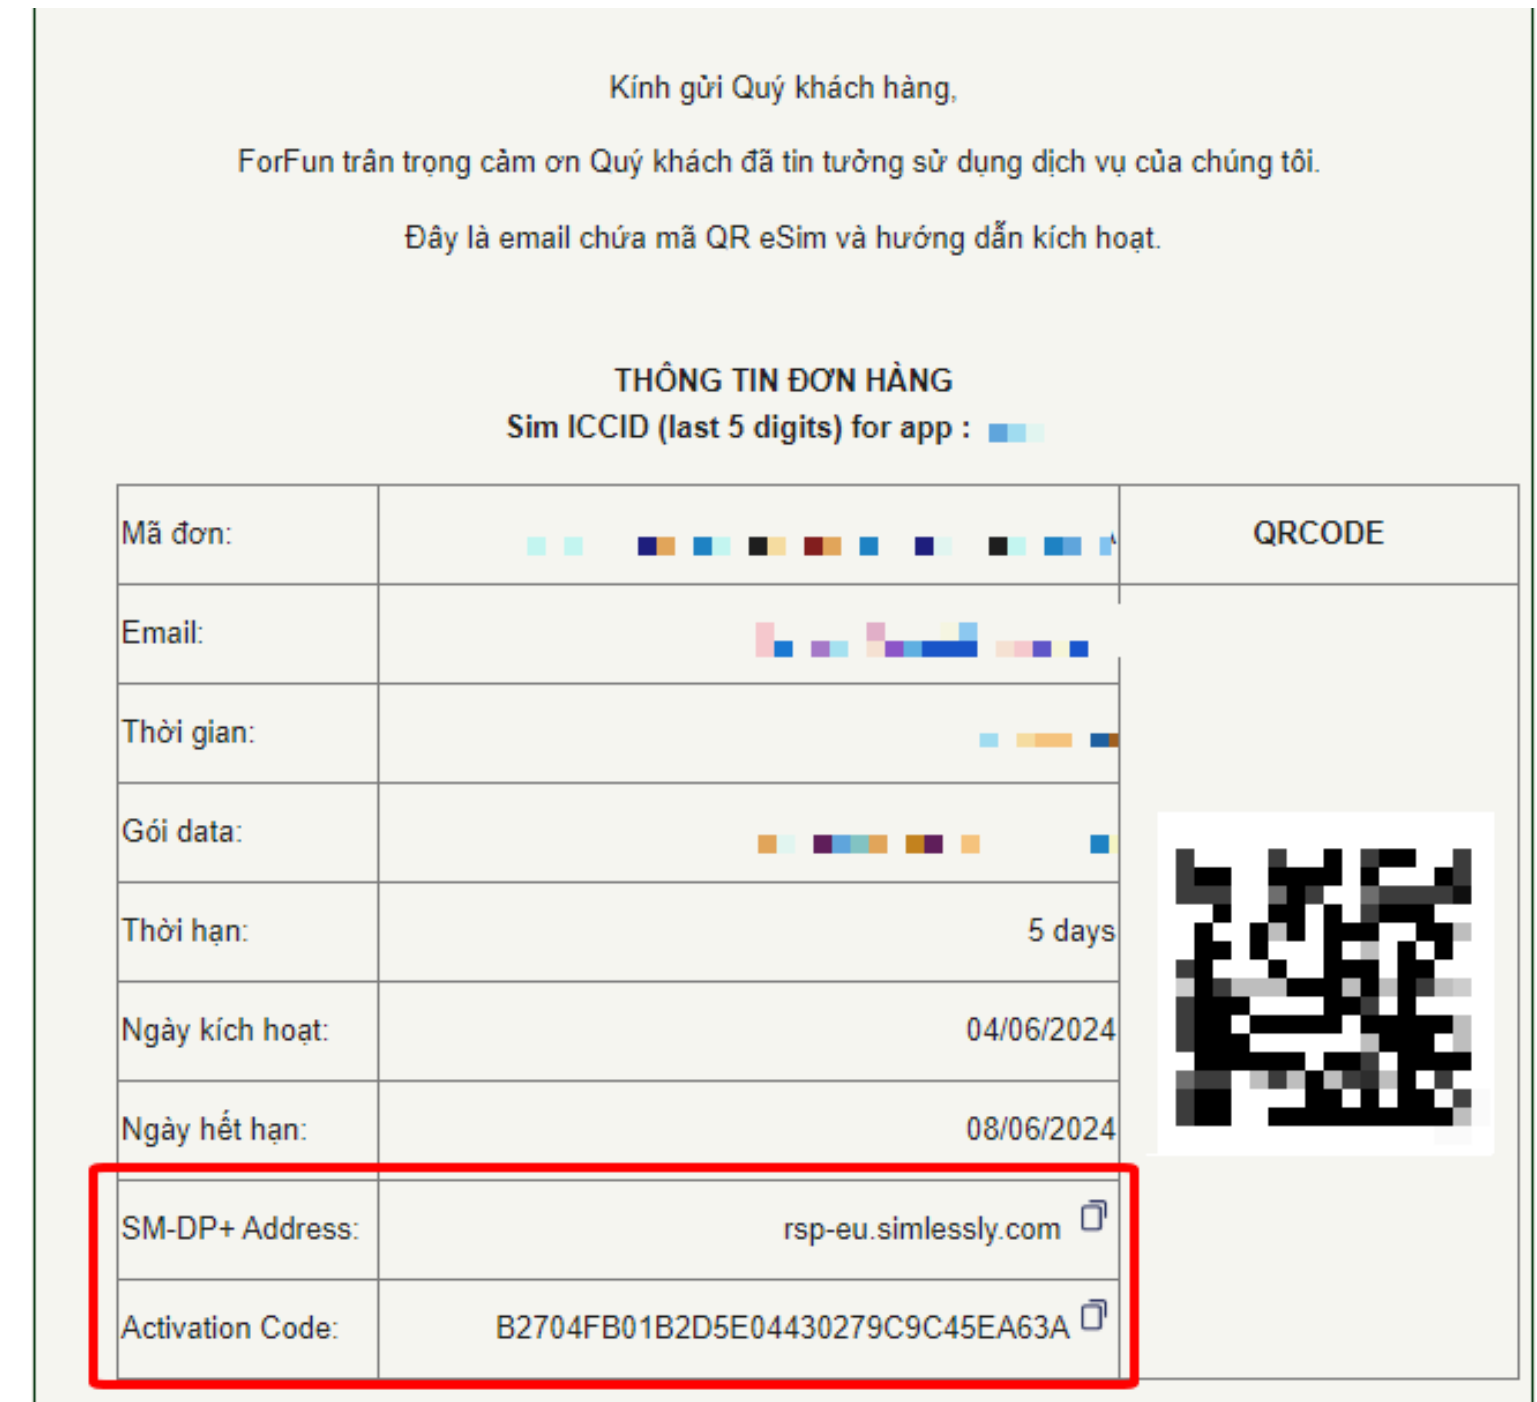 Kính gửi Quý khách hàng,
ForFun trân trọng cảm ơn Quý khách đã tin tưởng sử dụng dịch vụ của chúng tôi.
Đây là email chứa mã QR eSim và hướng dẫn kích hoạt.
THÔNG TIN ĐƠN HÀNG
Sim ICCID (last 5 digits) for app :
Mã đơn:
QRCODE
Email:
Thời gian:
Gói data:
Thời hạn: 5 days
Ngày kích hoạt: 04/06/2024
Ngày hết hạn: 08/06/2024
SM-DP+ Address: rsp-eu.simlessly.com
Activation Code: B2704FB01B2D5E04430279C9C45EA63A